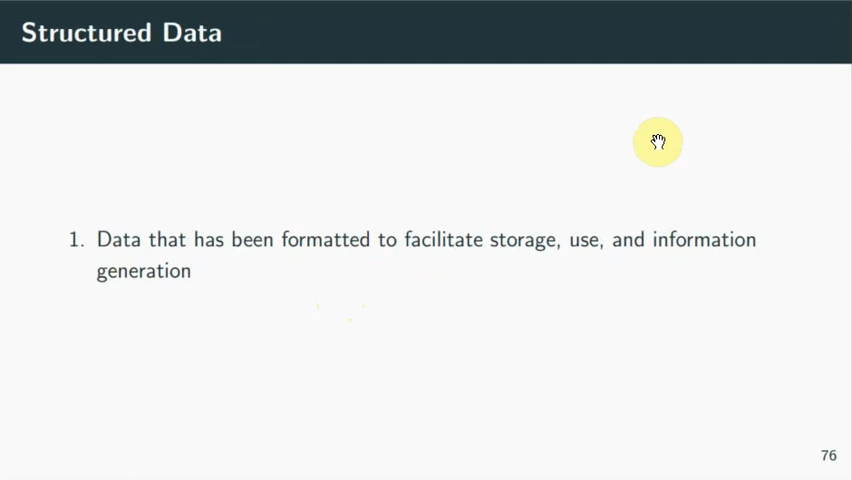 Structured Data
1. Data that has been formatted to facilitate storage, use, and information
generation
76